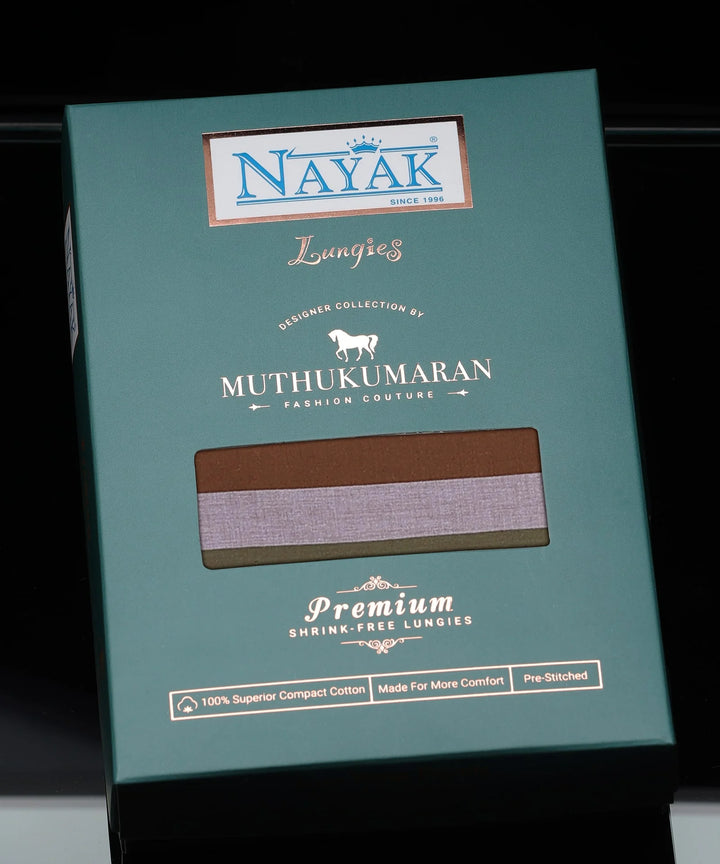 NAYAK®
SINCE 1996
Lungies
DESIGNER COLLECTION BY
MUTHUKUMARAN
FASHION COUTURE
Premium
SHRINK-FREE LUNGIES
100% Superior Compact Cotton
Made For More Comfort
Pre-Stitched